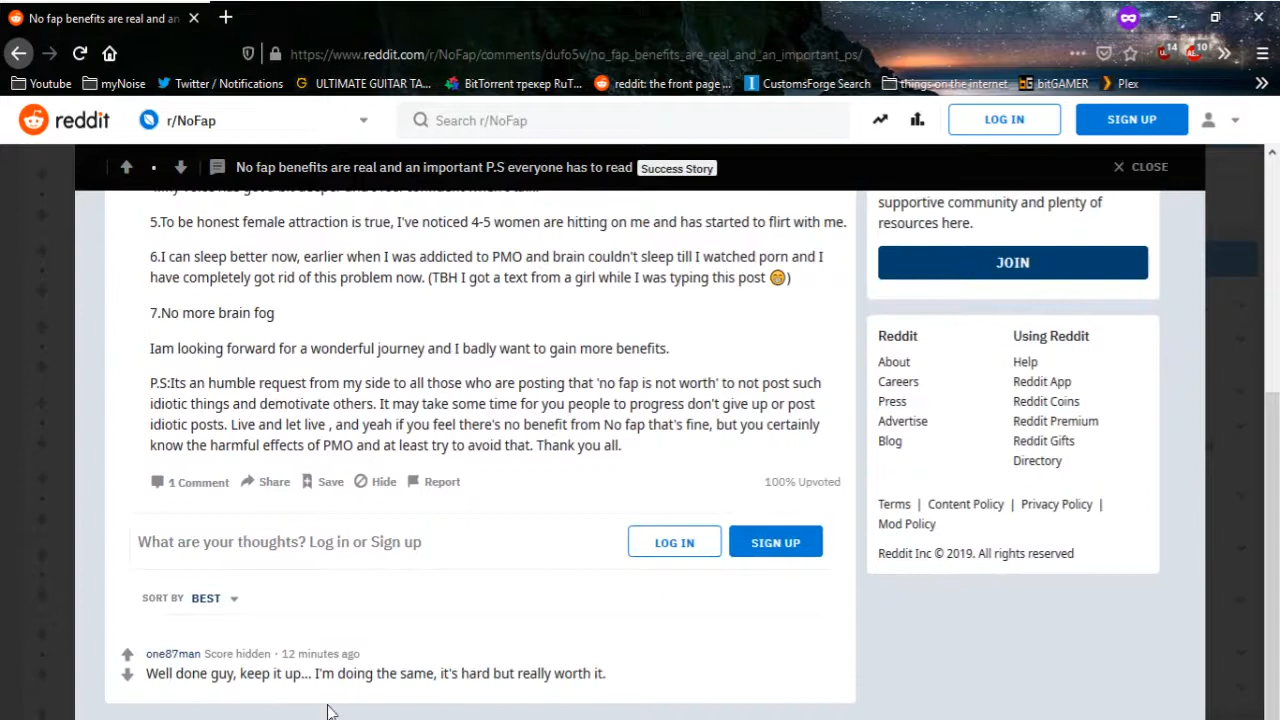 No fap benefits are real and an
https://www.reddit.com/r/NoFap/comments/dufo5v/no_fap_benefits_are_real_and_an_important_ps/
14
10
Youtube myNoise Twitter / Notifications ULTIMATE GUITAR TA... BitTorrent трекер RuT... reddit: the front page ... CustomsForge Search things on the internet bitGAMER Plex
reddit r/NoFap Search r/NoFap LOG IN SIGN UP
No fap benefits are real and an important P.S everyone has to read Success Story CLOSE
5.To be honest female attraction is true, I've noticed 4-5 women are hitting on me and has started to flirt with me.
6.I can sleep better now, earlier when I was addicted to PMO and brain couldn't sleep till I watched porn and I
have completely got rid of this problem now. (TBH I got a text from a girl while I was typing this post 😁)
7.No more brain fog
Iam looking forward for a wonderful journey and I badly want to gain more benefits.
P.S:Its an humble request from my side to all those who are posting that 'no fap is not worth' to not post such
idiotic things and demotivate others. It may take some time for you people to progress don't give up or post
idiotic posts. Live and let live , and yeah if you feel there's no benefit from No fap that's fine, but you certainly
know the harmful effects of PMO and at least try to avoid that. Thank you all.
1 Comment Share Save Hide Report 100% Upvoted
What are your thoughts? Log in or Sign up LOG IN SIGN UP
SORT BY BEST
one87man Score hidden · 12 minutes ago
Well done guy, keep it up... I'm doing the same, it's hard but really worth it.
supportive community and plenty of
resources here.
JOIN
Reddit Using Reddit
About Help
Careers Reddit App
Press Reddit Coins
Advertise Reddit Premium
Blog Reddit Gifts
Directory
Terms | Content Policy | Privacy Policy |
Mod Policy
Reddit Inc © 2019. All rights reserved